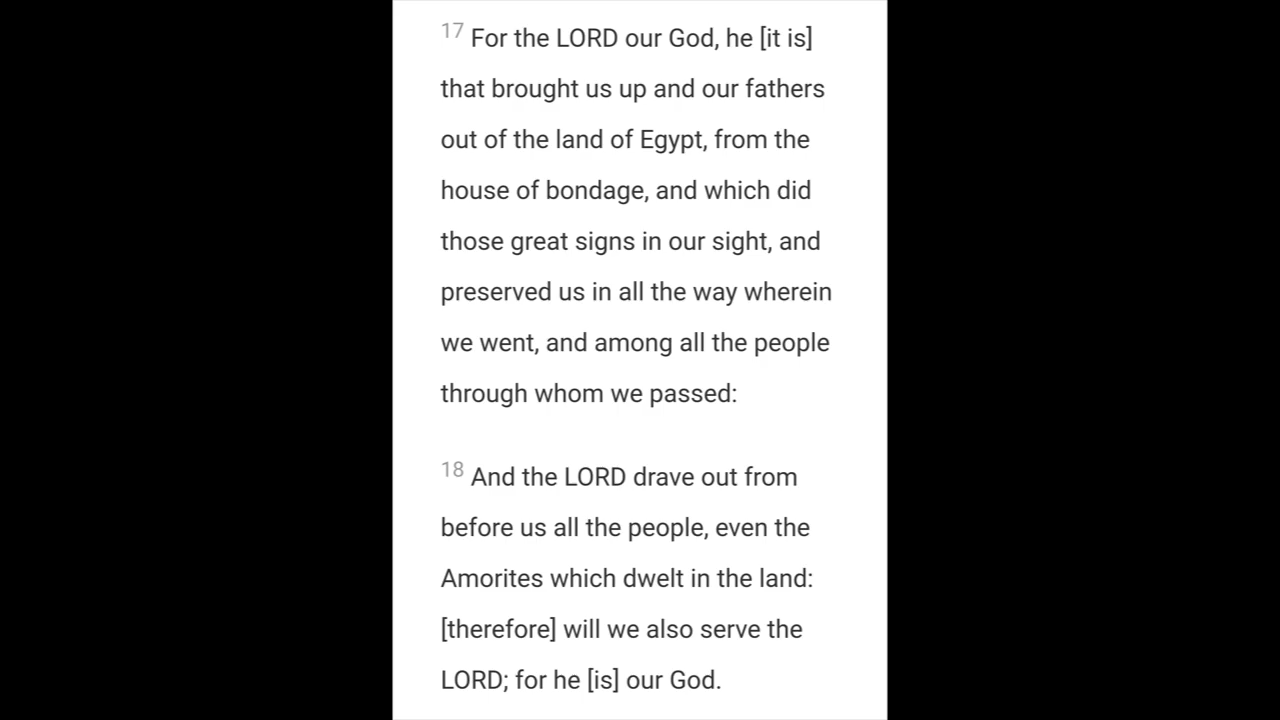 17 For the LORD our God, he [it is]
that brought us up and our fathers
out of the land of Egypt, from the
house of bondage, and which did
those great signs in our sight, and
preserved us in all the way wherein
we went, and among all the people
through whom we passed:
18 And the LORD drave out from
before us all the people, even the
Amorites which dwelt in the land:
[therefore] will we also serve the
LORD; for he [is] our God.